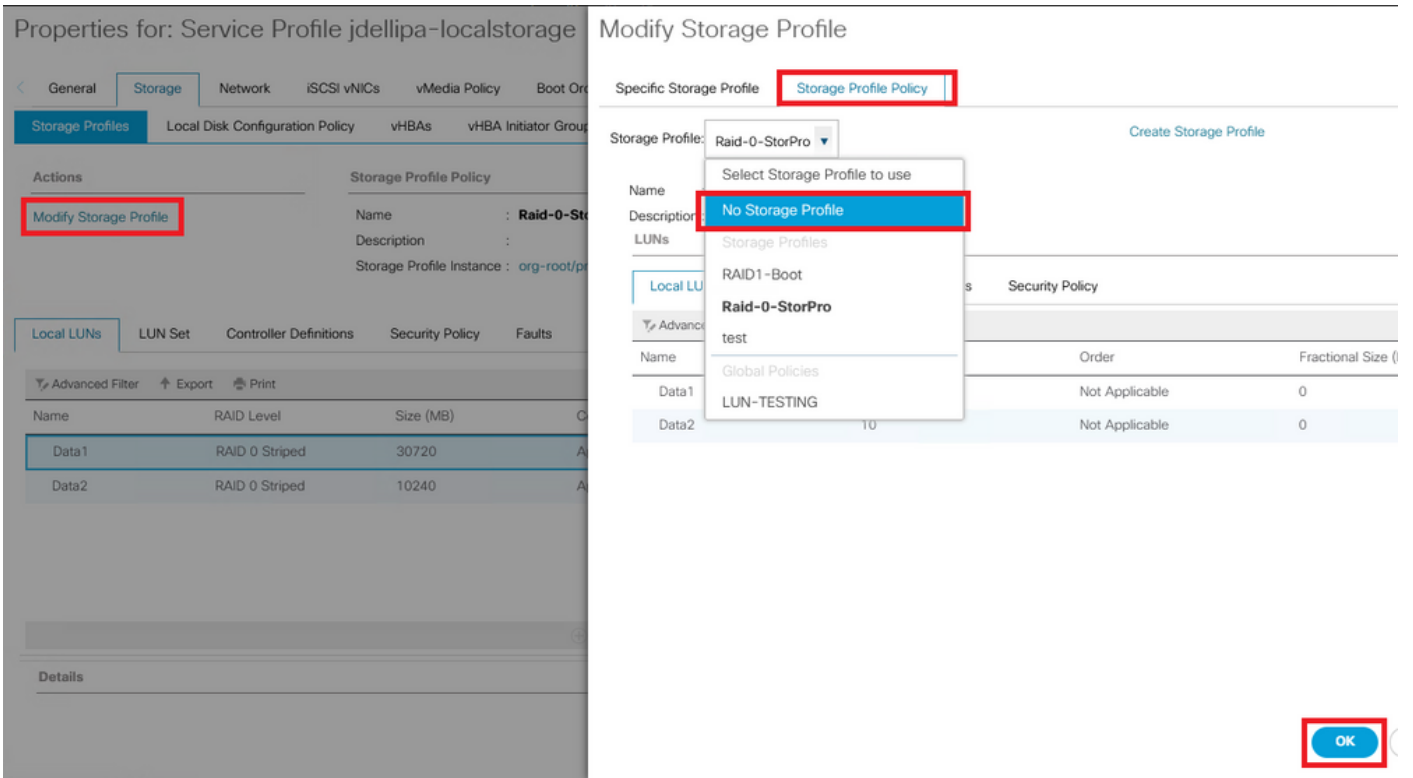 Properties for: Service Profile jdellipa-localstorage
General Storage Network iSCSI vNICs vMedia Policy Boot Ord
Storage Profiles Local Disk Configuration Policy vHBAs vHBA Initiator Group
Actions
Modify Storage Profile
Storage Profile Policy
Name : Raid-0-Sto
Description :
Storage Profile Instance : org-root/pr
Local LUNs LUN Set Controller Definitions Security Policy Faults
Advanced Filter Export Print
Name RAID Level Size (MB) C
Data1 RAID 0 Striped 30720 A
Data2 RAID 0 Striped 10240 A
Details
Modify Storage Profile
Specific Storage Profile Storage Profile Policy
Storage Profile: Raid-0-StorPro Create Storage Profile
Select Storage Profile to use
No Storage Profile
Storage Profiles
RAID1-Boot
Raid-0-StorPro
test
Global Policies
LUN-TESTING
Name
Description :
LUNs
Local LU s Security Policy
Advanc
Name Order Fractional Size (
Data1 Not Applicable 0
Data2 10 Not Applicable 0
OK